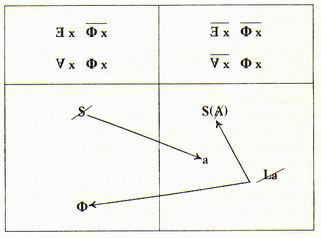 ∃x Φ̅x̅ ∃̅x̅ Φ̅x̅
∀x Φx ∀̅x̅ Φx
S̸ S(A̸)
a
L̸a̸
Φ